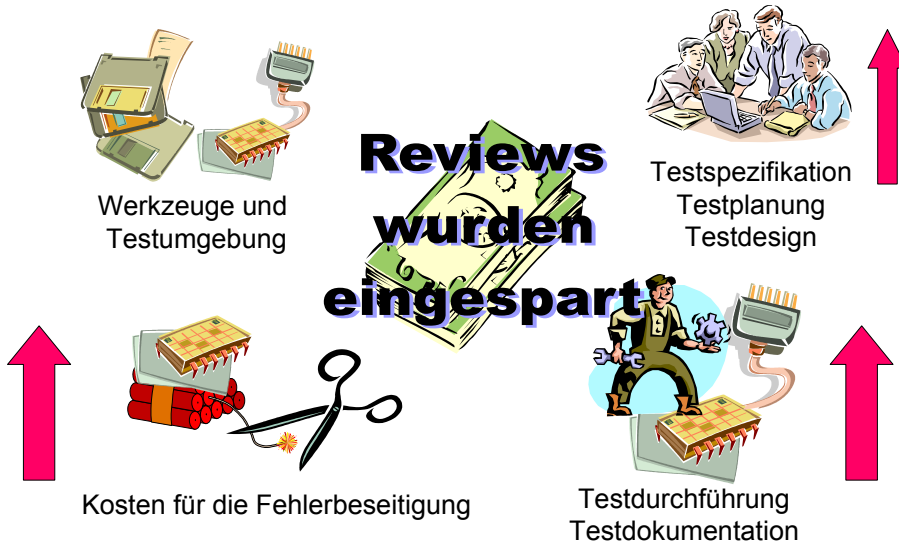 Reviews
wurden
eingespart
Werkzeuge und
Testumgebung
Testspezifikation
Testplanung
Testdesign
Kosten für die Fehlerbeseitigung
Testdurchführung
Testdokumentation